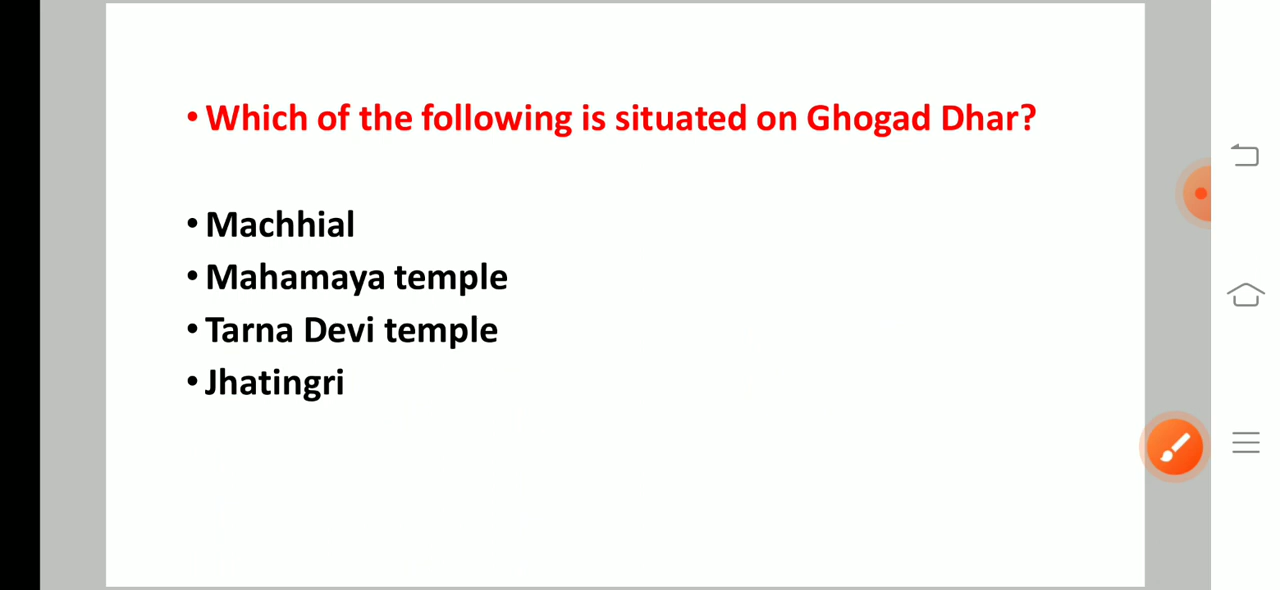 • Which of the following is situated on Ghogad Dhar?
• Machhial
• Mahamaya temple
• Tarna Devi temple
• Jhatingri